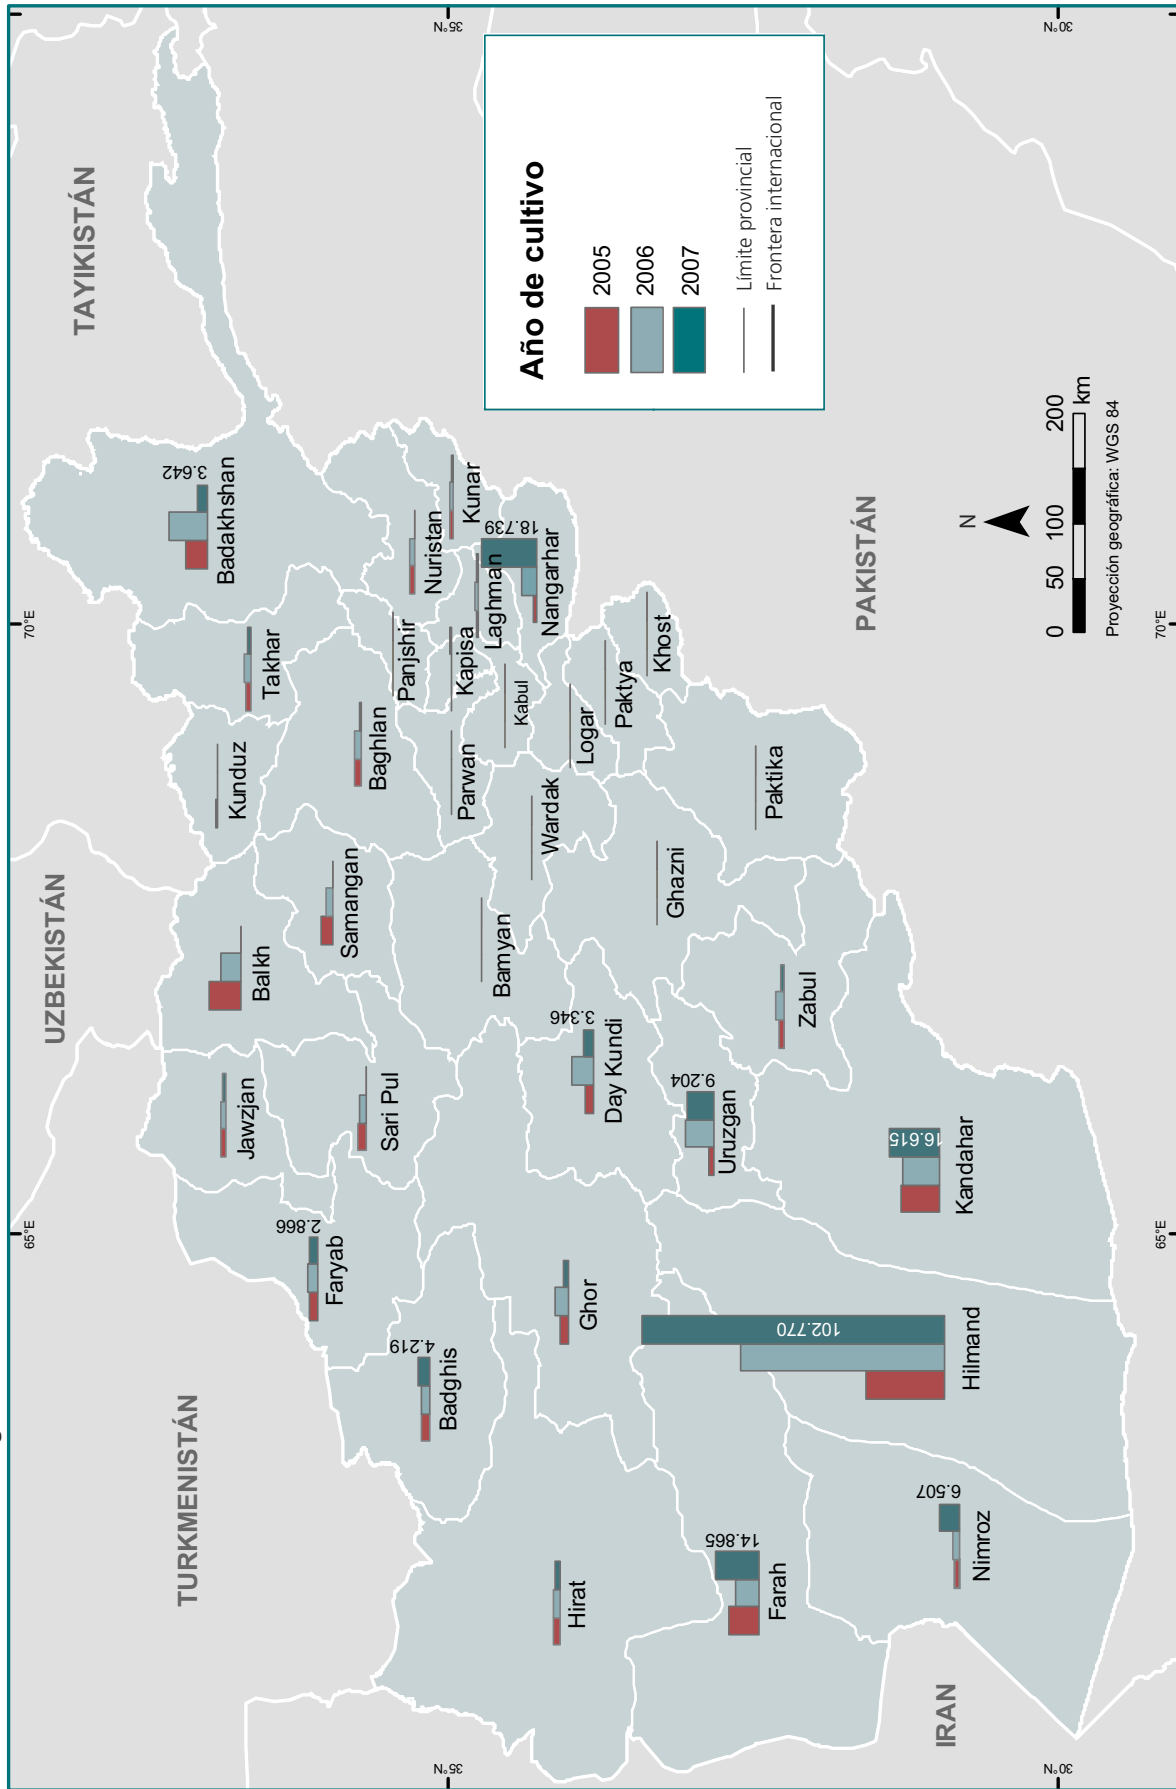 65°E
70°E
TURKMENISTÁN
UZBEKISTÁN
TAYIKISTÁN
3.642
Badakhshan
Kunduz
Takhar
Balkh
Jawzjan
2.866
Faryab
Samangan
Sari Pul
Baghlan
Panjshir
Nuristan
35°N
35°N
4.219
Badghis
Parwan
Kapisa
Kunar
Bamyan
Laghman
Kabul
18.739
Nangarhar
Wardak
Hirat
Ghor
3.346
Day Kundi
Logar
Paktya
Khost
Ghazni
14.865
Farah
9.204
Uruzgan
Paktika
Zabul
102.770
Hilmand
16.615
Kandahar
6.507
Nimroz
IRAN
PAKISTÁN
Año de cultivo
2005
2006
2007
Límite provincial
Frontera internacional
N
0 50 100 200
km
Proyección geográfica: WGS 84
30°N
30°N
65°E
70°E